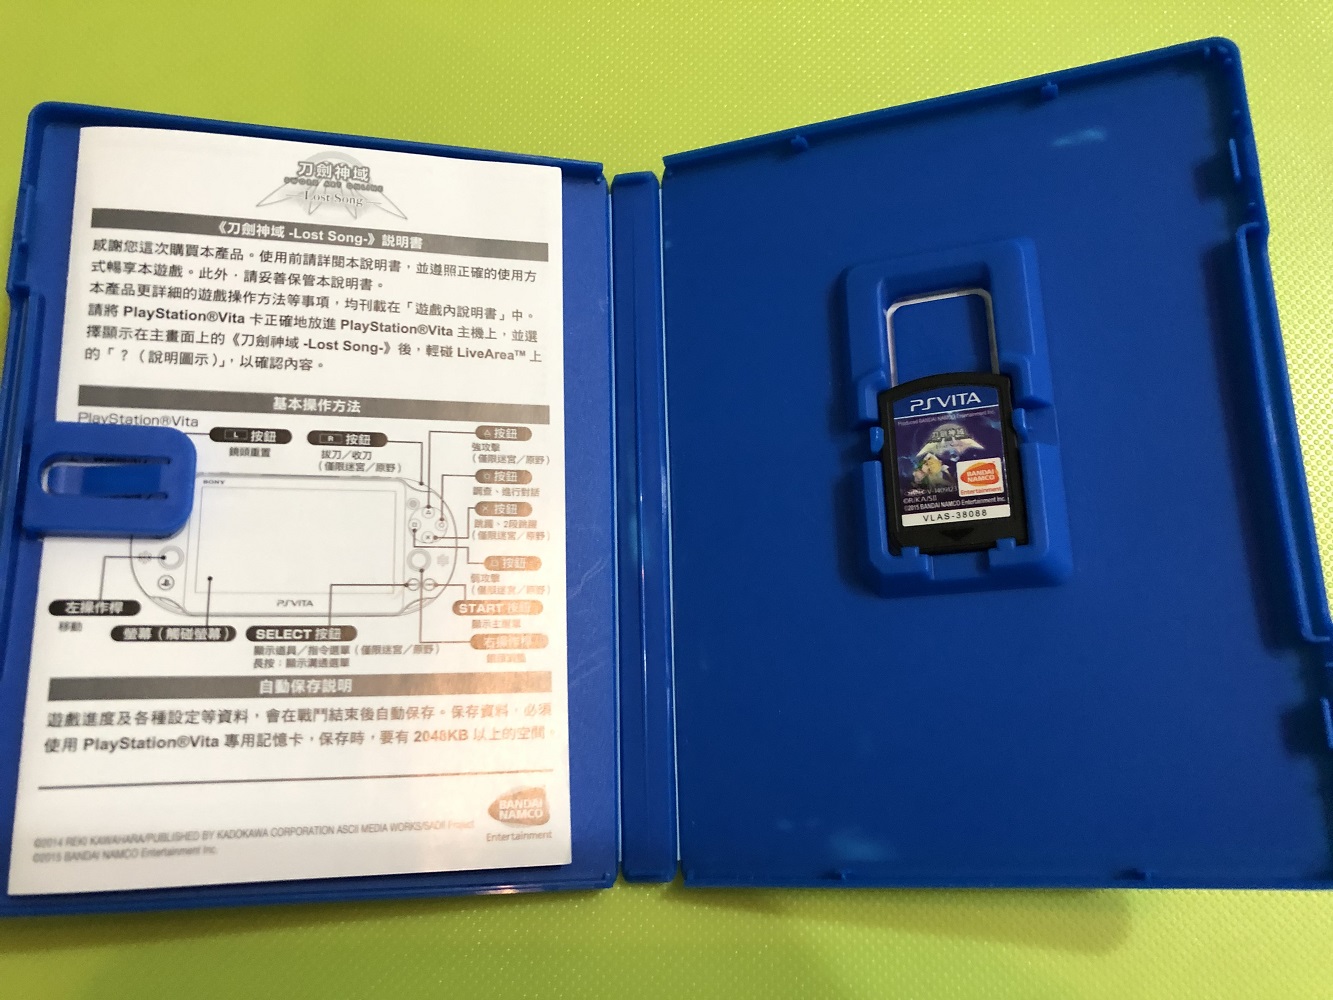 刀劍神域
SWORD ART ONLINE
Lost Song
《刀劍神域 -Lost Song-》說明書
感謝您這次購買本產品。使用前請詳閱本說明書，並遵照正確的使用方
式暢享本遊戲。此外，請妥善保管本說明書。
本產品更詳細的遊戲操作方法等事項，均刊載在「遊戲內說明書」中。
請將 PlayStation®Vita 卡正確地放進 PlayStation®Vita 主機上，並選
擇顯示在主畫面上的《刀劍神域 -Lost Song-》後，輕碰 LiveArea™ 上
的「？（說明圖示）」，以確認內容。
基本操作方法
PlayStation®Vita
L 按鈕
鏡頭重置
R 按鈕
拔刀／收刀
（僅限迷宮／原野）
△ 按鈕
強攻擊
（僅限迷宮／原野）
○ 按鈕
調查、進行對話
× 按鈕
跳躍、2段跳躍
（僅限迷宮／原野）
□ 按鈕
弱攻擊
（僅限迷宮／原野）
START 按鈕
顯示主選單
右操作桿
SONY
PSVITA
左操作桿
移動
螢幕（觸碰螢幕）
SELECT 按鈕
顯示道具／指令選單（僅限迷宮／原野）
長按：顯示溝通選單
自動保存說明
遊戲進度及各種設定等資料，會在戰鬥結束後自動保存。保存資料，必須
使用 PlayStation®Vita 專用記憶卡，保存時，要有 2048KB 以上的空間。
BANDAI
NAMCO
Entertainment
©2014 REKI KAWAHARA/PUBLISHED BY KADOKAWA CORPORATION ASCII MEDIA WORKS/SAOII Project
©2015 BANDAI NAMCO Entertainment Inc.
PSVITA
刀劍神域
BANDAI
NAMCO
Entertainment
©2015 BANDAI NAMCO Entertainment Inc.
VLAS-38088